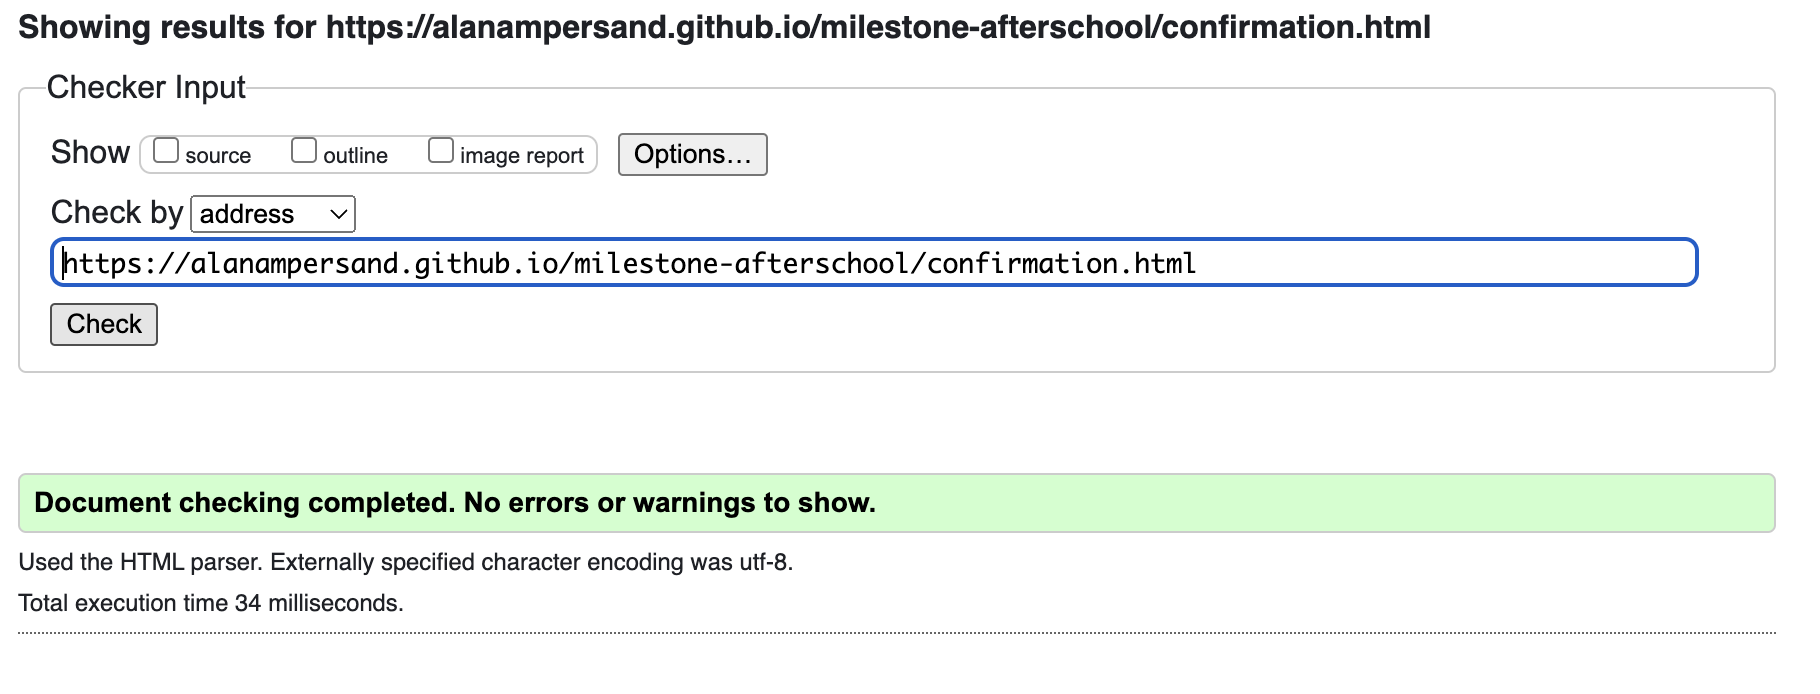 Showing results for https://alanampersand.github.io/milestone-afterschool/confirmation.html
Checker Input
Show source outline image report Options…
Check by address
https://alanampersand.github.io/milestone-afterschool/confirmation.html
Check
Document checking completed. No errors or warnings to show.
Used the HTML parser. Externally specified character encoding was utf-8.
Total execution time 34 milliseconds.